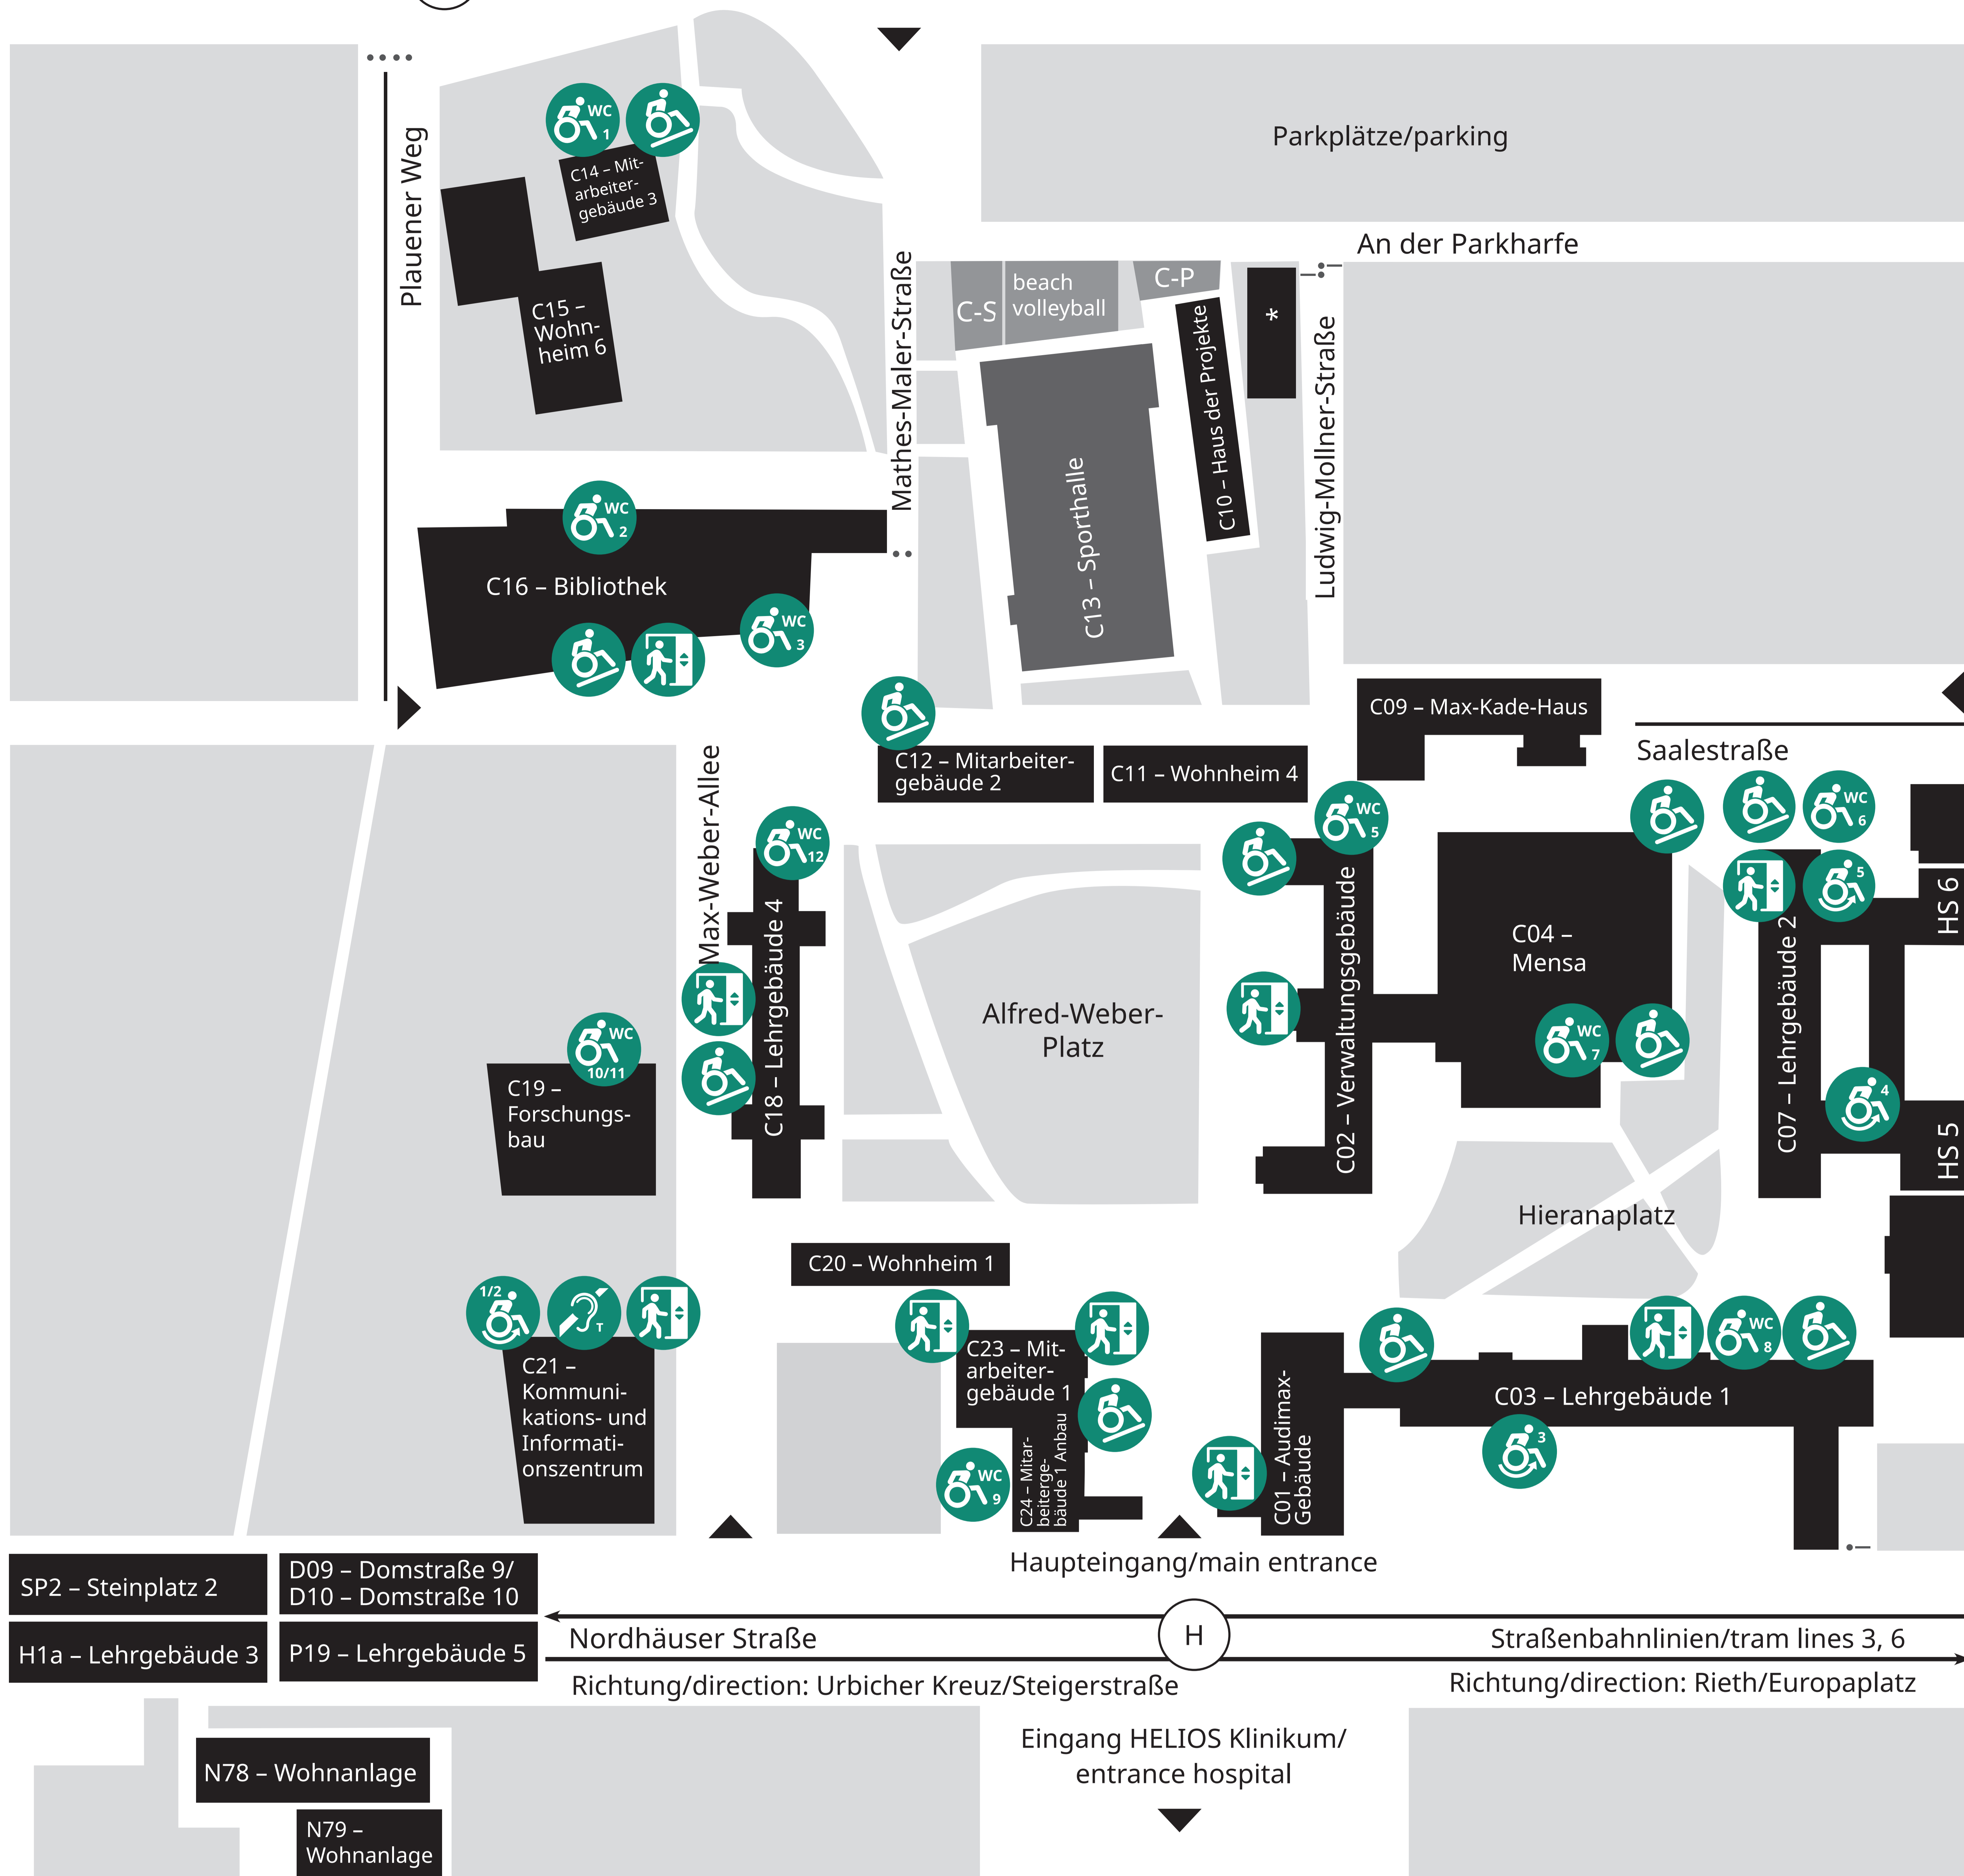 WC
1
C14 – Mit-
arbeiter-
gebäude 3
Plauener Weg
C15 –
Wohn-
heim 6
Parkplätze/parking
An der Parkharfe
Mathes-Maler-Straße
C-S
beach
volleyball
C-P
*
C10 – Haus der Projekte
Ludwig-Mollner-Straße
C13 – Sporthalle
WC
2
C16 – Bibliothek
WC
3
C12 – Mitarbeiter-
gebäude 2
C11 – Wohnheim 4
C09 – Max-Kade-Haus
Saalestraße
Max-Weber-Allee
WC
12
C18 – Lehrgebäude 4
WC
5
C02 – Verwaltungsgebäude
C04 –
Mensa
WC
7
WC
6
5
C07 – Lehrgebäude 2
HS 6
4
HS 5
Alfred-Weber-
Platz
WC
10/11
C19 –
Forschungs-
bau
Hieranaplatz
C20 – Wohnheim 1
1/2
T
C21 –
Kommuni-
kations- und
Informati-
onszentrum
C23 – Mit-
arbeiter-
gebäude 1
C24 – Mitar-
beiterge-
bäude 1 Anbau
WC
9
C01 – Audimax-
Gebäude
WC
8
C03 – Lehrgebäude 1
3
Haupteingang/main entrance
SP2 – Steinplatz 2
D09 – Domstraße 9/
D10 – Domstraße 10
H1a – Lehrgebäude 3
P19 – Lehrgebäude 5
Nordhäuser Straße
H
Straßenbahnlinien/tram lines 3, 6
Richtung/direction: Urbicher Kreuz/Steigerstraße
Richtung/direction: Rieth/Europaplatz
Eingang HELIOS Klinikum/
entrance hospital
N78 – Wohnanlage
N79 –
Wohnanlage